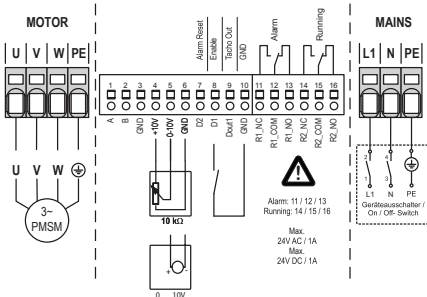 MOTOR
U V W PE
U V W
3~
PMSM
Alarm Reset
Enable
Tacho Out
GND
Alarm
Running
1 2 3 4 5 6 7 8 9 10 11 12 13 14 15 16
A
B
GND
+10V
0-10V
GND
D2
D1
Dout1
GND
R1_NC
R1_COM
R1_NO
R2_NC
R2_COM
R2_NO
10 kΩ
+ -
0 10V
Alarm: 11 / 12 / 13
Running: 14 / 15 / 16
Max.
24V AC / 1A
Max.
24V DC / 1A
MAINS
L1 N PE
2 4
1 3
L1 N PE
Geräteausschalter /
On / Off- Switch